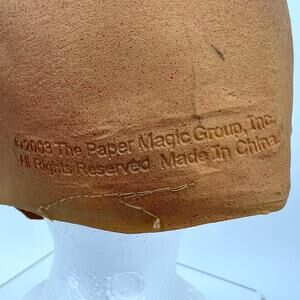 ©2003 The Paper Magic Group, Inc.
All Rights Reserved. Made In China.